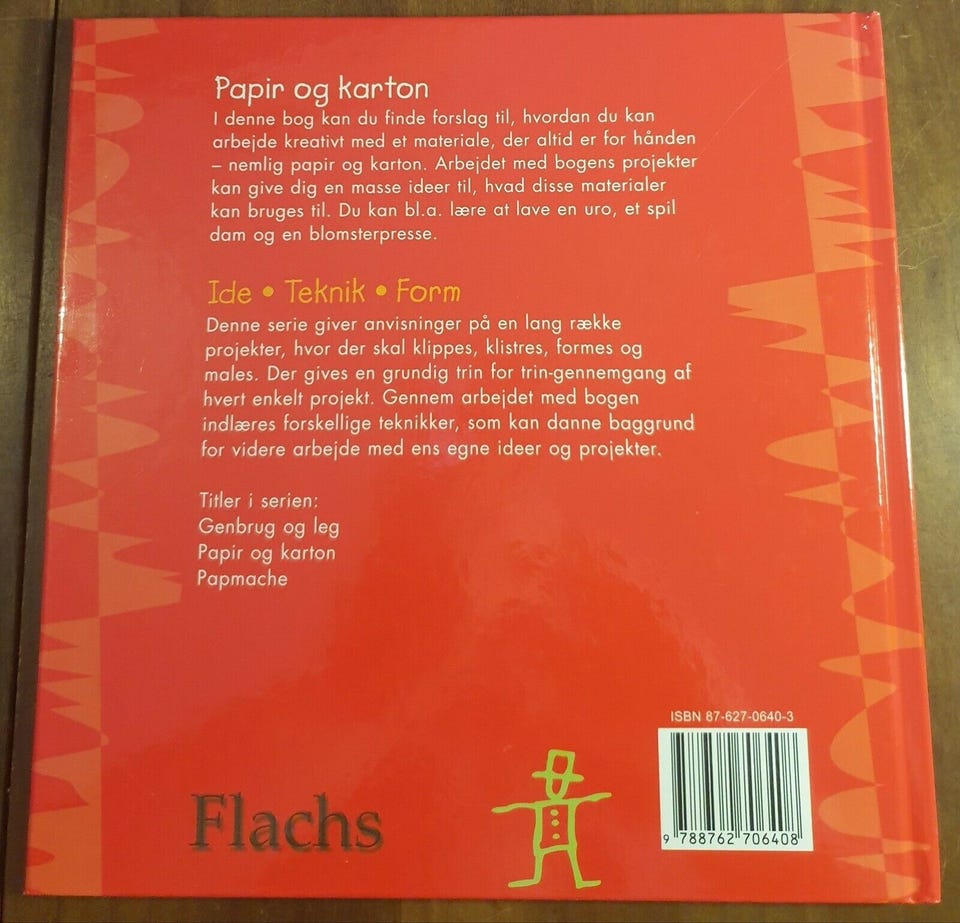 Papir og karton
I denne bog kan du finde forslag til, hvordan du kan
arbejde kreativt med et materiale, der altid er for hånden
– nemlig papir og karton. Arbejdet med bogens projekter
kan give dig en masse ideer til, hvad disse materialer
kan bruges til. Du kan bl.a. lære at lave en uro, et spil
dam og en blomsterpresse.
Ide • Teknik • Form
Denne serie giver anvisninger på en lang række
projekter, hvor der skal klippes, klistres, formes og
males. Der gives en grundig trin for trin-gennemgang af
hvert enkelt projekt. Gennem arbejdet med bogen
indlæres forskellige teknikker, som kan danne baggrund
for videre arbejde med ens egne ideer og projekter.
Titler i serien:
Genbrug og leg
Papir og karton
Papmache
ISBN 87-627-0640-3
9 788762 706408
Flachs